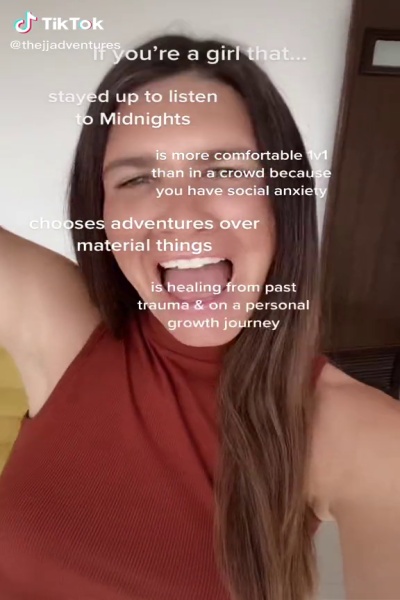 TikTok
@thejjadventures
if you're a girl that...
stayed up to listen
to Midnights
is more comfortable 1v1
than in a crowd because
you have social anxiety
chooses adventures over
material things
is healing from past
trauma & on a personal
growth journey